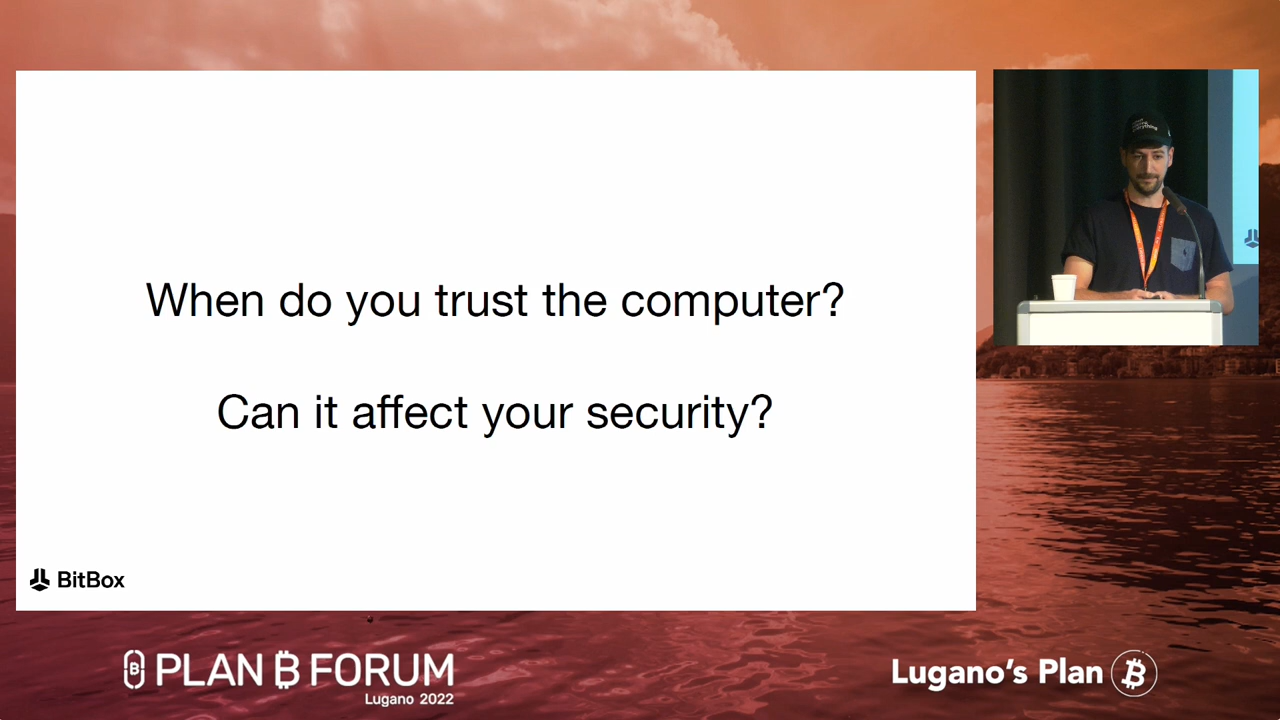 When do you trust the computer?
Can it affect your security?
BitBox
PLAN ₿ FORUM
Lugano 2022
Lugano's Plan ₿